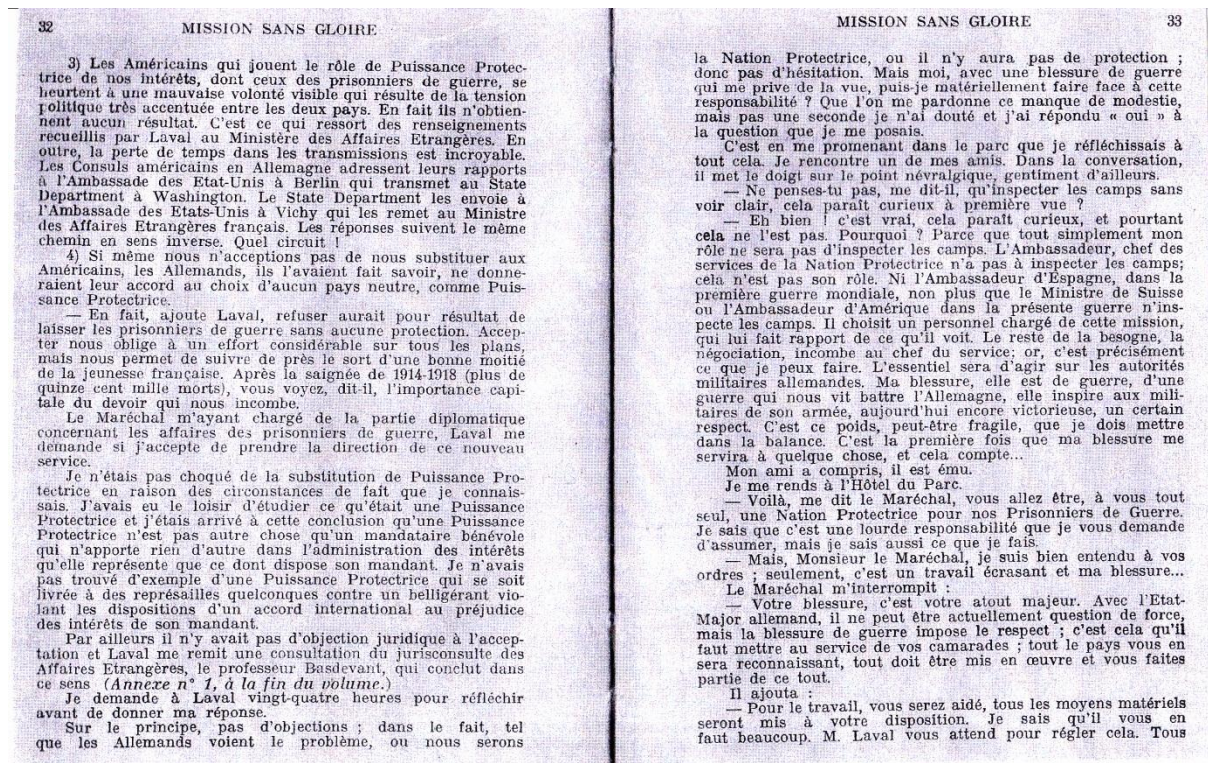 32
MISSION SANS GLOIRE
3) Les Américains qui jouent le rôle de Puissance Protec-
trice de nos intérêts, dont ceux des prisonniers de guerre, se
heurtent à une mauvaise volonté visible qui résulte de la tension
politique très accentuée entre les deux pays. En fait ils n'obtien-
nent aucun résultat. C'est ce qui ressort des renseignements
recueillis par Laval au Ministère des Affaires Etrangères. En
outre, la perte de temps dans les transmissions est incroyable.
Les Consuls américains en Allemagne adressent leurs rapports
à l'Ambassade des Etat-Unis à Berlin qui transmet au State
Department à Washington. Le State Department les envoie à
l'Ambassade des Etats-Unis à Vichy qui les remet au Ministre
des Affaires Etrangères français. Les réponses suivent le même
chemin en sens inverse. Quel circuit !
4) Si même nous n'acceptions pas de nous substituer aux
Américains, les Allemands, ils l'avaient fait savoir, ne donne-
raient leur accord au choix d'aucun pays neutre, comme Puis-
sance Protectrice.
— En fait, ajoute Laval, refuser aurait pour résultat de
laisser les prisonniers de guerre sans aucune protection. Accep-
ter nous oblige à un effort considérable sur tous les plans,
mais nous permet de suivre de près le sort d'une bonne moitié
de la jeunesse française. Après la saignée de 1914-1918 (plus de
quinze cent mille morts), vous voyez, dit-il, l'importance capi-
tale du devoir qui nous incombe.
Le Maréchal m'ayant chargé de la partie diplomatique
concernant les affaires des prisonniers de guerre, Laval me
demande si j'accepte de prendre la direction de ce nouveau
service.
Je n'étais pas choqué de la substitution de Puissance Pro-
tectrice en raison des circonstances de fait que je connais-
sais. J'avais eu le loisir d'étudier ce qu'était une Puissance
Protectrice et j'étais arrivé à cette conclusion qu'une Puissance
Protectrice n'est pas autre chose qu'un mandataire bénévole
qui n'apporte rien d'autre dans l'administration des intérêts
qu'elle représente que ce dont dispose son mandant. Je n'avais
pas trouvé d'exemple d'une Puissance Protectrice qui se soit
livrée à des représailles quelconques contre un belligérant vio-
lant les dispositions d'un accord international au préjudice
des intérêts de son mandant.
Par ailleurs il n'y avait pas d'objection juridique à l'accep-
tation et Laval me remit une consultation du jurisconsulte des
Affaires Etrangères, le professeur Basdevant, qui conclut dans
ce sens (Annexe n° 1, à la fin du volume.)
Je demande à Laval vingt-quatre heures pour réfléchir
avant de donner ma réponse.
Sur le principe, pas d'objections ; dans le fait, tel
que les Allemands voient le problème, ou nous serons
MISSION SANS GLOIRE
33
la Nation Protectrice, ou il n'y aura pas de protection ;
donc pas d'hésitation. Mais moi, avec une blessure de guerre
qui me prive de la vue, puis-je matériellement faire face à cette
responsabilité ? Que l'on me pardonne ce manque de modestie,
mais pas une seconde je n'ai douté et j'ai répondu « oui » à
la question que je me posais.
C'est en me promenant dans le parc que je réfléchissais à
tout cela. Je rencontre un de mes amis. Dans la conversation,
il met le doigt sur le point névralgique, gentiment d'ailleurs.
— Ne penses-tu pas, me dit-il, qu'inspecter les camps sans
voir clair, cela paraît curieux à première vue ?
— Eh bien ! c'est vrai, cela paraît curieux, et pourtant
cela ne l'est pas. Pourquoi ? Parce que tout simplement mon
rôle ne sera pas d'inspecter les camps. L'Ambassadeur, chef des
services de la Nation Protectrice n'a pas à inspecter les camps;
cela n'est pas son rôle. Ni l'Ambassadeur d'Espagne, dans la
première guerre mondiale, non plus que le Ministre de Suisse
ou l'Ambassadeur d'Amérique dans la présente guerre n'ins-
pecte les camps. Il choisit un personnel chargé de cette mission,
qui lui fait rapport de ce qu'il voit. Le reste de la besogne, la
négociation, incombe au chef du service; or, c'est précisément
ce que je peux faire. L'essentiel sera d'agir sur les autorités
militaires allemandes. Ma blessure, elle est de guerre, d'une
guerre qui nous vit battre l'Allemagne, elle inspire aux mili-
taires de son armée, aujourd'hui encore victorieuse, un certain
respect. C'est ce poids, peut-être fragile, que je dois mettre
dans la balance. C'est la première fois que ma blessure me
servira à quelque chose, et cela compte...
Mon ami a compris, il est ému.
Je me rends à l'Hôtel du Parc.
— Voilà, me dit le Maréchal, vous allez être, à vous tout
seul, une Nation Protectrice pour nos Prisonniers de Guerre.
Je sais que c'est une lourde responsabilité que je vous demande
d'assumer, mais je sais aussi ce que je fais.
— Mais, Monsieur le Maréchal, je suis bien entendu à vos
ordres ; seulement, c'est un travail écrasant et ma blessure...
Le Maréchal m'interrompit :
— Votre blessure, c'est votre atout majeur. Avec l'Etat-
Major allemand, il ne peut être actuellement question de force,
mais la blessure de guerre impose le respect ; c'est cela qu'il
faut mettre au service de vos camarades ; tout le pays vous en
sera reconnaissant, tout doit être mis en œuvre et vous faites
partie de ce tout.
Il ajouta :
— Pour le travail, vous serez aidé, tous les moyens matériels
seront mis à votre disposition. Je sais qu'il vous en
faut beaucoup. M. Laval vous attend pour régler cela. Tous